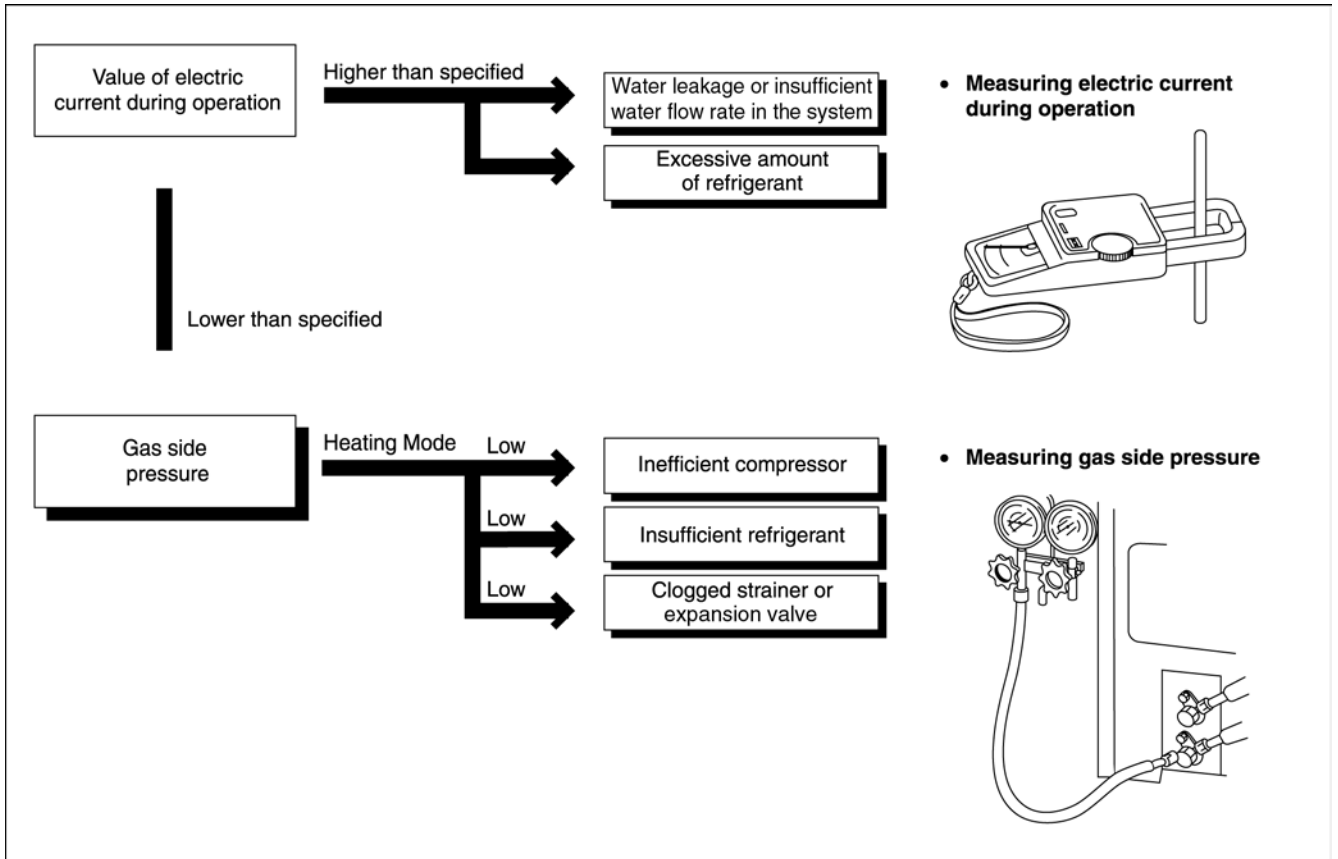 Value of electric
current during operation
Higher than specified
Water leakage or insufficient
water flow rate in the system
Excessive amount
of refrigerant
• Measuring electric current
during operation
Lower than specified
Gas side
pressure
Heating Mode
Low
Inefficient compressor
Low
Insufficient refrigerant
Low
Clogged strainer or
expansion valve
• Measuring gas side pressure